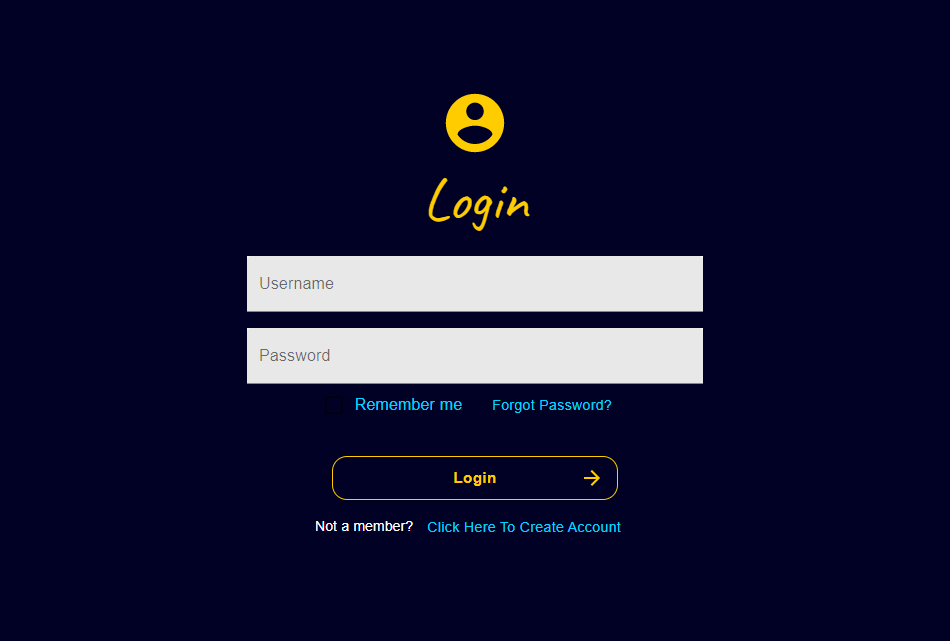 Login
Username
Password
Remember me Forgot Password?
Login
Not a member? Click Here To Create Account